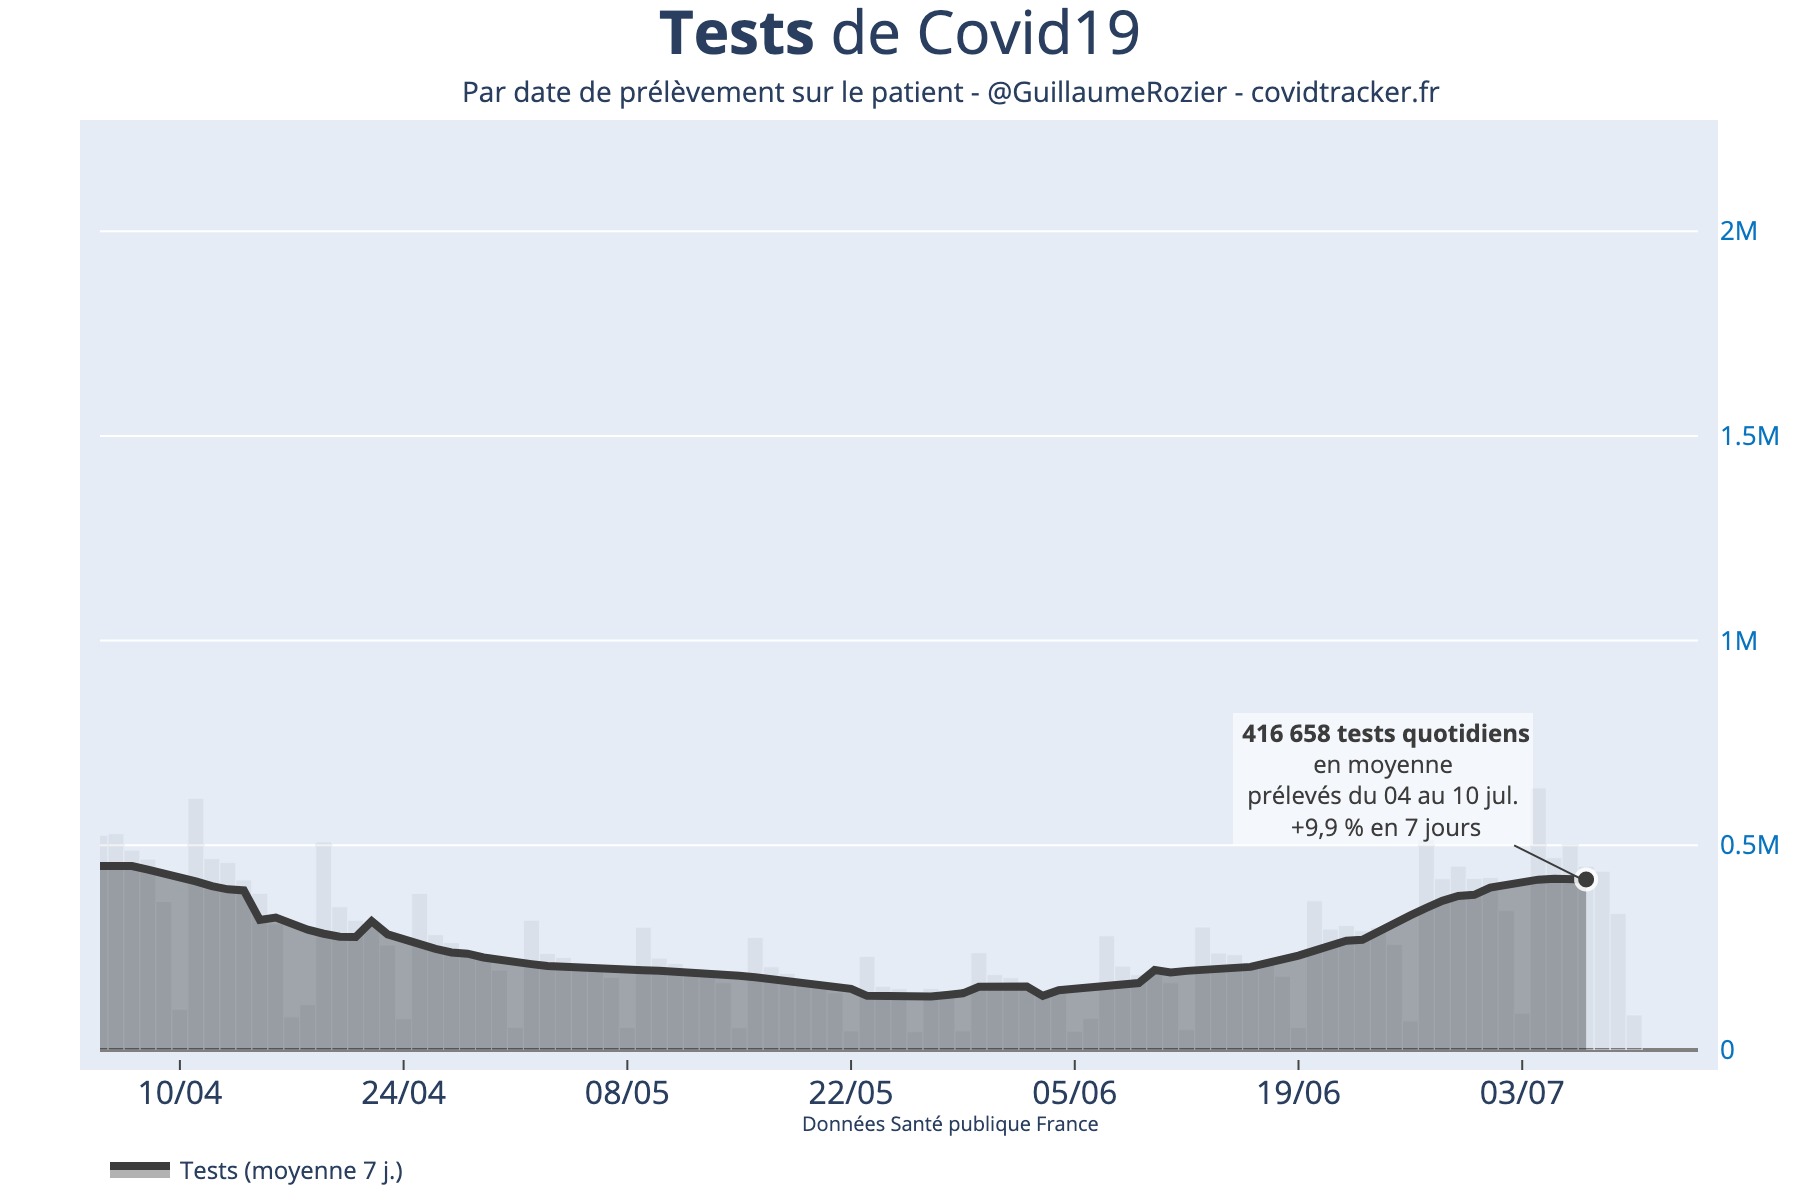 Tests de Covid19
Par date de prélèvement sur le patient - @GuillaumeRozier - covidtracker.fr
2M
1.5M
1M
416 658 tests quotidiens
en moyenne
prélevés du 04 au 10 jul.
+9,9 % en 7 jours
0.5M
0
10/04 24/04 08/05 22/05 05/06 19/06 03/07
Données Santé publique France
Tests (moyenne 7 j.)